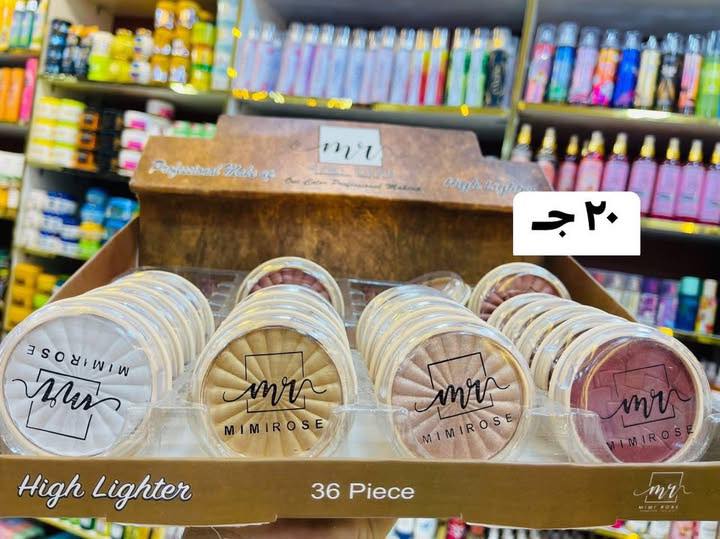 mr
Professional Make up
One Color Professional Makeup
High Lighter
٢٠ جـ
mr
MIMIROSE
mr
MIMIROSE
mr
MIMIROSE
mr
MIMIROSE
High Lighter
36 Piece
mr
MIMI ROSE